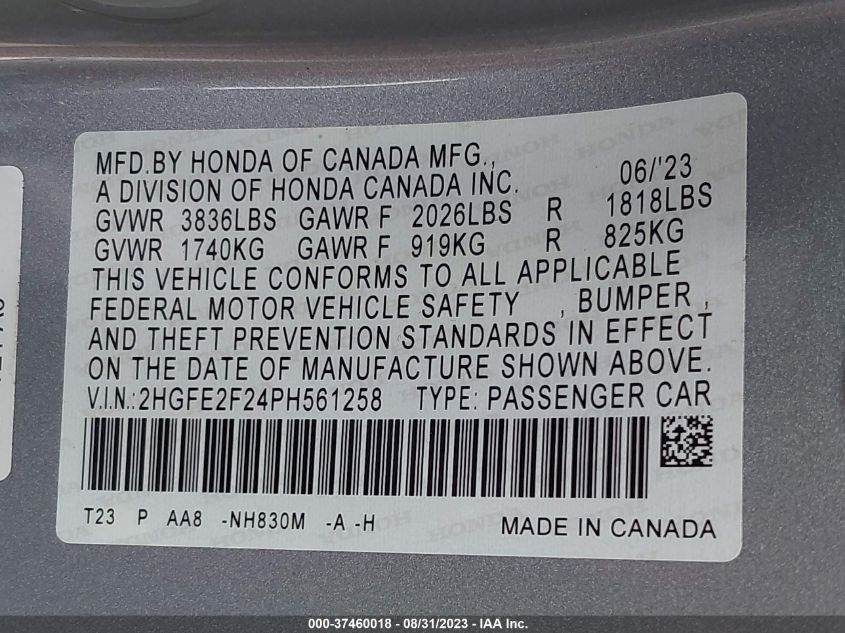 MFD.BY HONDA OF CANADA MFG.,
A DIVISION OF HONDA CANADA INC. 06/'23
GVWR 3836LBS GAWR F 2026LBS R 1818LBS
GVWR 1740KG GAWR F 919KG R 825KG
THIS VEHICLE CONFORMS TO ALL APPLICABLE
FEDERAL MOTOR VEHICLE SAFETY , BUMPER ,
AND THEFT PREVENTION STANDARDS IN EFFECT
ON THE DATE OF MANUFACTURE SHOWN ABOVE.
V.I.N.:2HGFE2F24PH561258 TYPE: PASSENGER CAR
T23 P AA8 -NH830M -A -H MADE IN CANADA
000-37460018 - 08/31/2023 - IAA Inc.